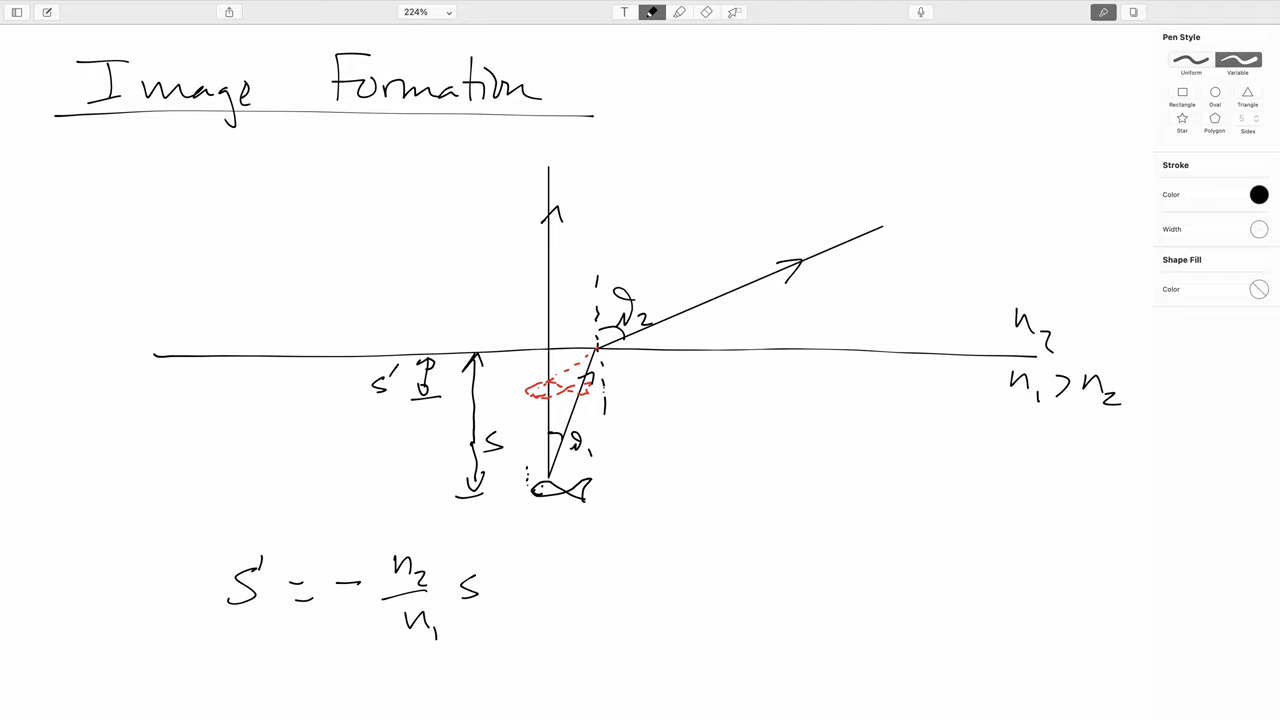 224%
T
Pen Style
Uniform Variable
Rectangle Oval Triangle
Star Polygon 5 Sides
Stroke
Color
Width
Shape Fill
Color
Image Formation
θ2
n2
s'
n1 > n2
s
θ1
s' = - n2/n1 s